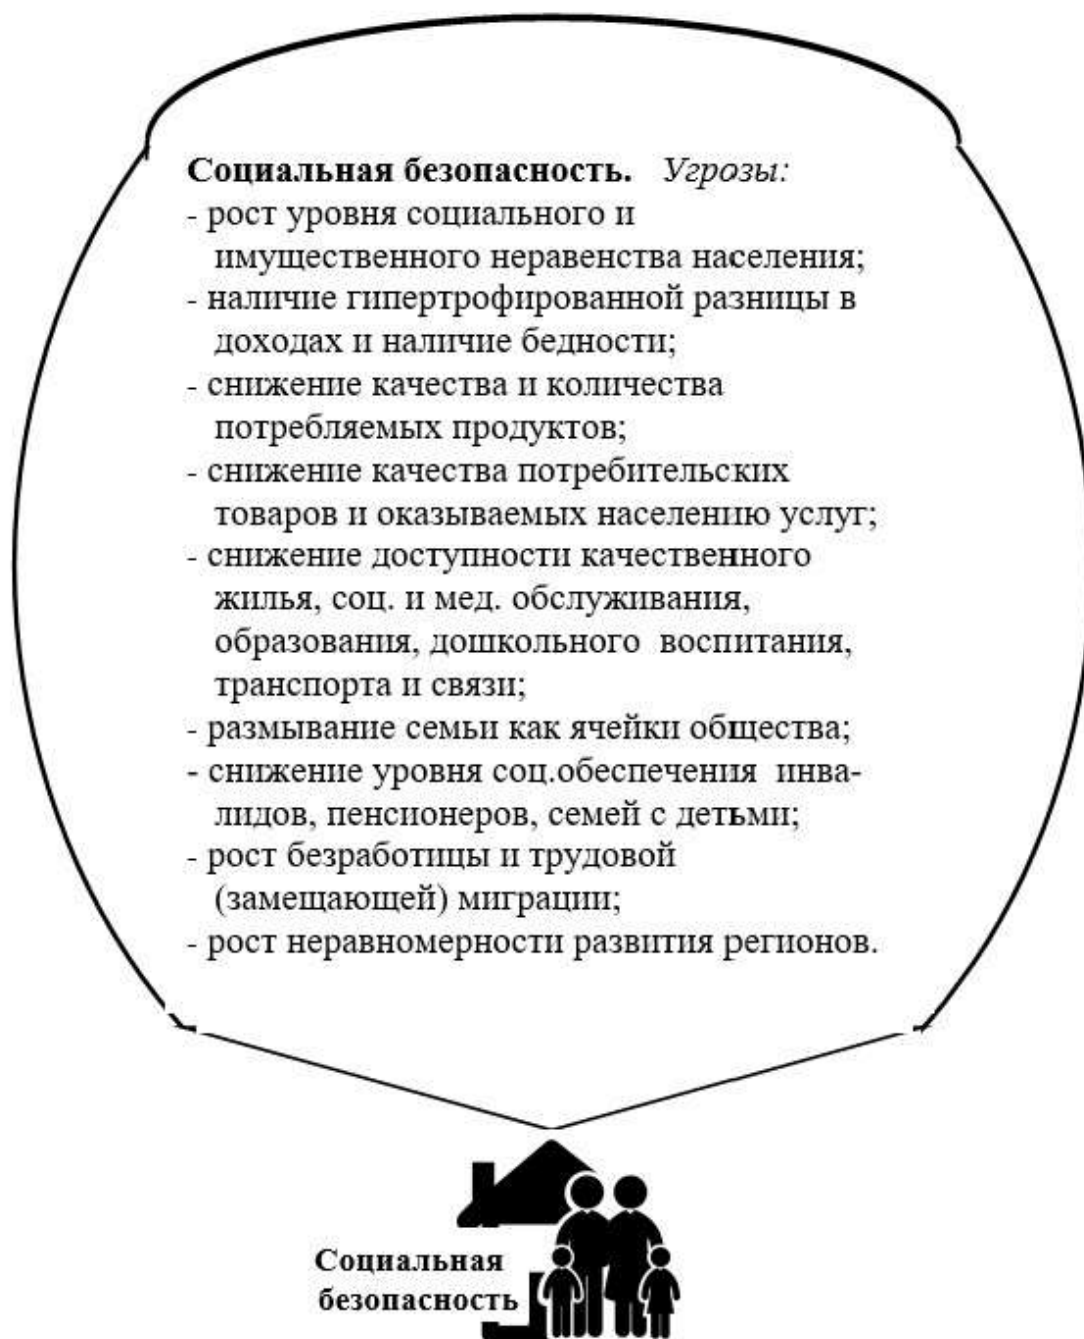 Социальная безопасность. Угрозы:
- рост уровня социального и
имущественного неравенства населения;
- наличие гипертрофированной разницы в
доходах и наличие бедности;
- снижение качества и количества
потребляемых продуктов;
- снижение качества потребительских
товаров и оказываемых населению услуг;
- снижение доступности качественного
жилья, соц. и мед. обслуживания,
образования, дошкольного воспитания,
транспорта и связи;
- размывание семьи как ячейки общества;
- снижение уровня соц.обеспечения инва-
лидов, пенсионеров, семей с детьми;
- рост безработицы и трудовой
(замещающей) миграции;
- рост неравномерности развития регионов.
Социальная
безопасность